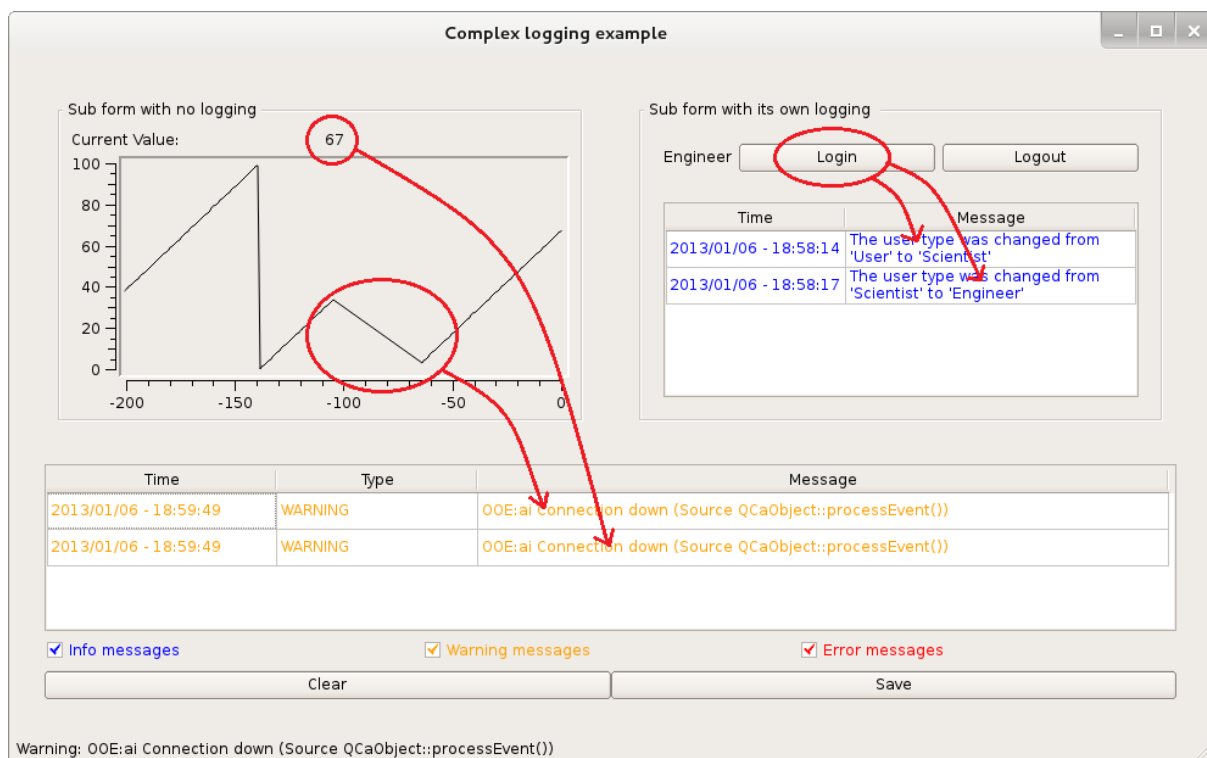 Complex logging example
Sub form with no logging
Current Value: 67
100
80
60
40
20
0
-200 -150 -100 -50 0
Sub form with its own logging
Engineer Login Logout
Time Message
2013/01/06 - 18:58:14 The user type was changed from
'User' to 'Scientist'
2013/01/06 - 18:58:17 The user type was changed from
'Scientist' to 'Engineer'
Time Type Message
2013/01/06 - 18:59:49 WARNING OOE:ai Connection down (Source QCaObject::processEvent())
2013/01/06 - 18:59:49 WARNING OOE:ai Connection down (Source QCaObject::processEvent())
Info messages Warning messages Error messages
Clear Save
Warning: OOE:ai Connection down (Source QCaObject::processEvent())